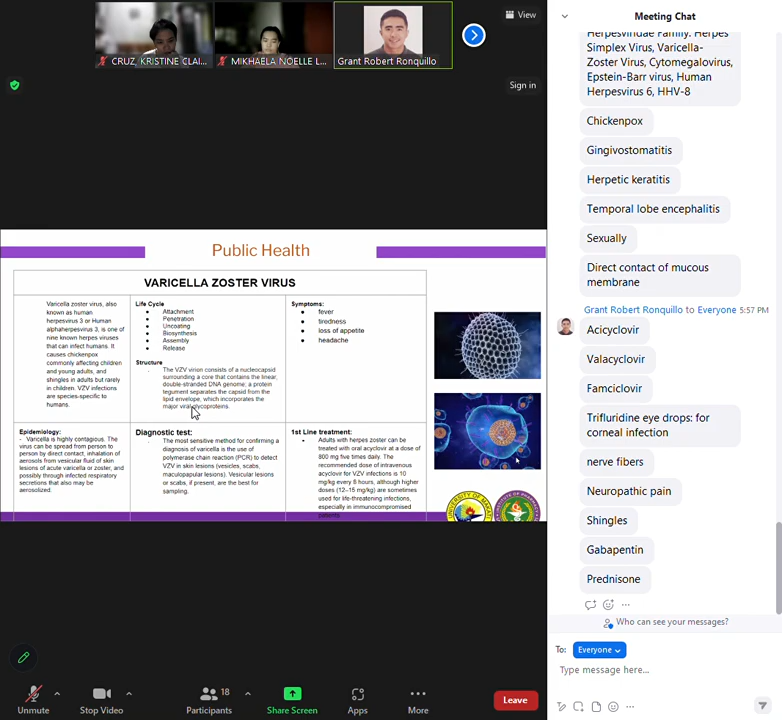 View
CRUZ, KRISTINE CLAI...
MIKHAELA NOELLE L...
Grant Robert Ronquillo
Sign in
Public Health
VARICELLA ZOSTER VIRUS
Varicella zoster virus, also
known as human
herpesvirus 3 or Human
alphaherpesvirus 3, is one of
nine known herpes viruses
that can infect humans. It
causes chickenpox
commonly affecting children
and young adults, and
shingles in adults but rarely
in children. VZV infections
are species-specific to
humans.
Life Cycle
Attachment
Penetration
Uncoating
Biosynthesis
Assembly
Release
Structure
- The VZV virion consists of a nucleocapsid
surrounding a core that contains the linear,
double-stranded DNA genome; a protein
tegument separates the capsid from the
lipid envelope, which incorporates the
major viral glycoproteins.
Symptoms:
fever
tiredness
loss of appetite
headache
Epidemiology:
- Varicella is highly contagious. The
virus can be spread from person to
person by direct contact, inhalation of
aerosols from vesicular fluid of skin
lesions of acute varicella or zoster, and
possibly through infected respiratory
secretions that also may be
aerosolized.
Diagnostic test:
- The most sensitive method for confirming a
diagnosis of varicella is the use of
polymerase chain reaction (PCR) to detect
VZV in skin lesions (vesicles, scabs,
maculopapular lesions). Vesicular lesions
or scabs, if present, are the best for
sampling.
1st Line treatment:
Adults with herpes zoster can be
treated with oral acyclovir at a dose of
800 mg five times daily. The
recommended dose of intravenous
acyclovir for VZV infections is 10
mg/kg every 8 hours, although higher
doses (12–15 mg/kg) are sometimes
used for life-threatening infections,
especially in immunocompromised
patients
Unmute
Stop Video
18
Participants
Share Screen
Apps
More
Leave
Meeting Chat
Herpesviridae Family: Herpes
Simplex Virus, Varicella-
Zoster Virus, Cytomegalovirus,
Epstein-Barr virus, Human
Herpesvirus 6, HHV-8
Chickenpox
Gingivostomatitis
Herpetic keratitis
Temporal lobe encephalitis
Sexually
Direct contact of mucous
membrane
Grant Robert Ronquillo to Everyone 5:57 PM
Acicyclovir
Valacyclovir
Famciclovir
Trifluridine eye drops: for
corneal infection
nerve fibers
Neuropathic pain
Shingles
Gabapentin
Prednisone
Who can see your messages?
To: Everyone
Type message here...